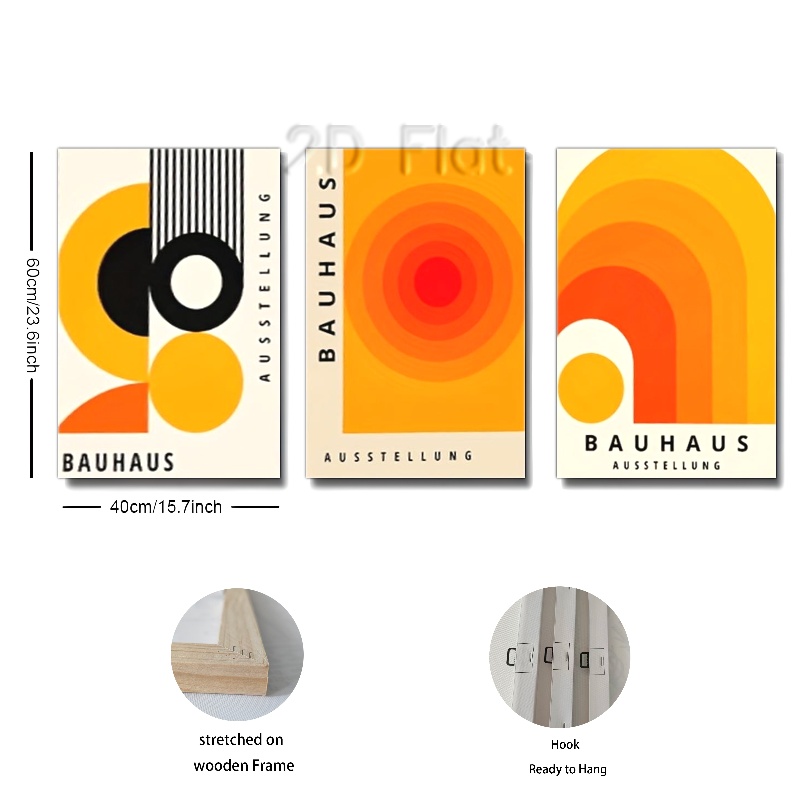 2D Flat
60cm/23.6inch
AUSSTELLUNG
BAUHAUS
BAUHAUS
AUSSTELLUNG
BAUHAUS
AUSSTELLUNG
40cm/15.7inch
stretched on
wooden Frame
Hook
Ready to Hang